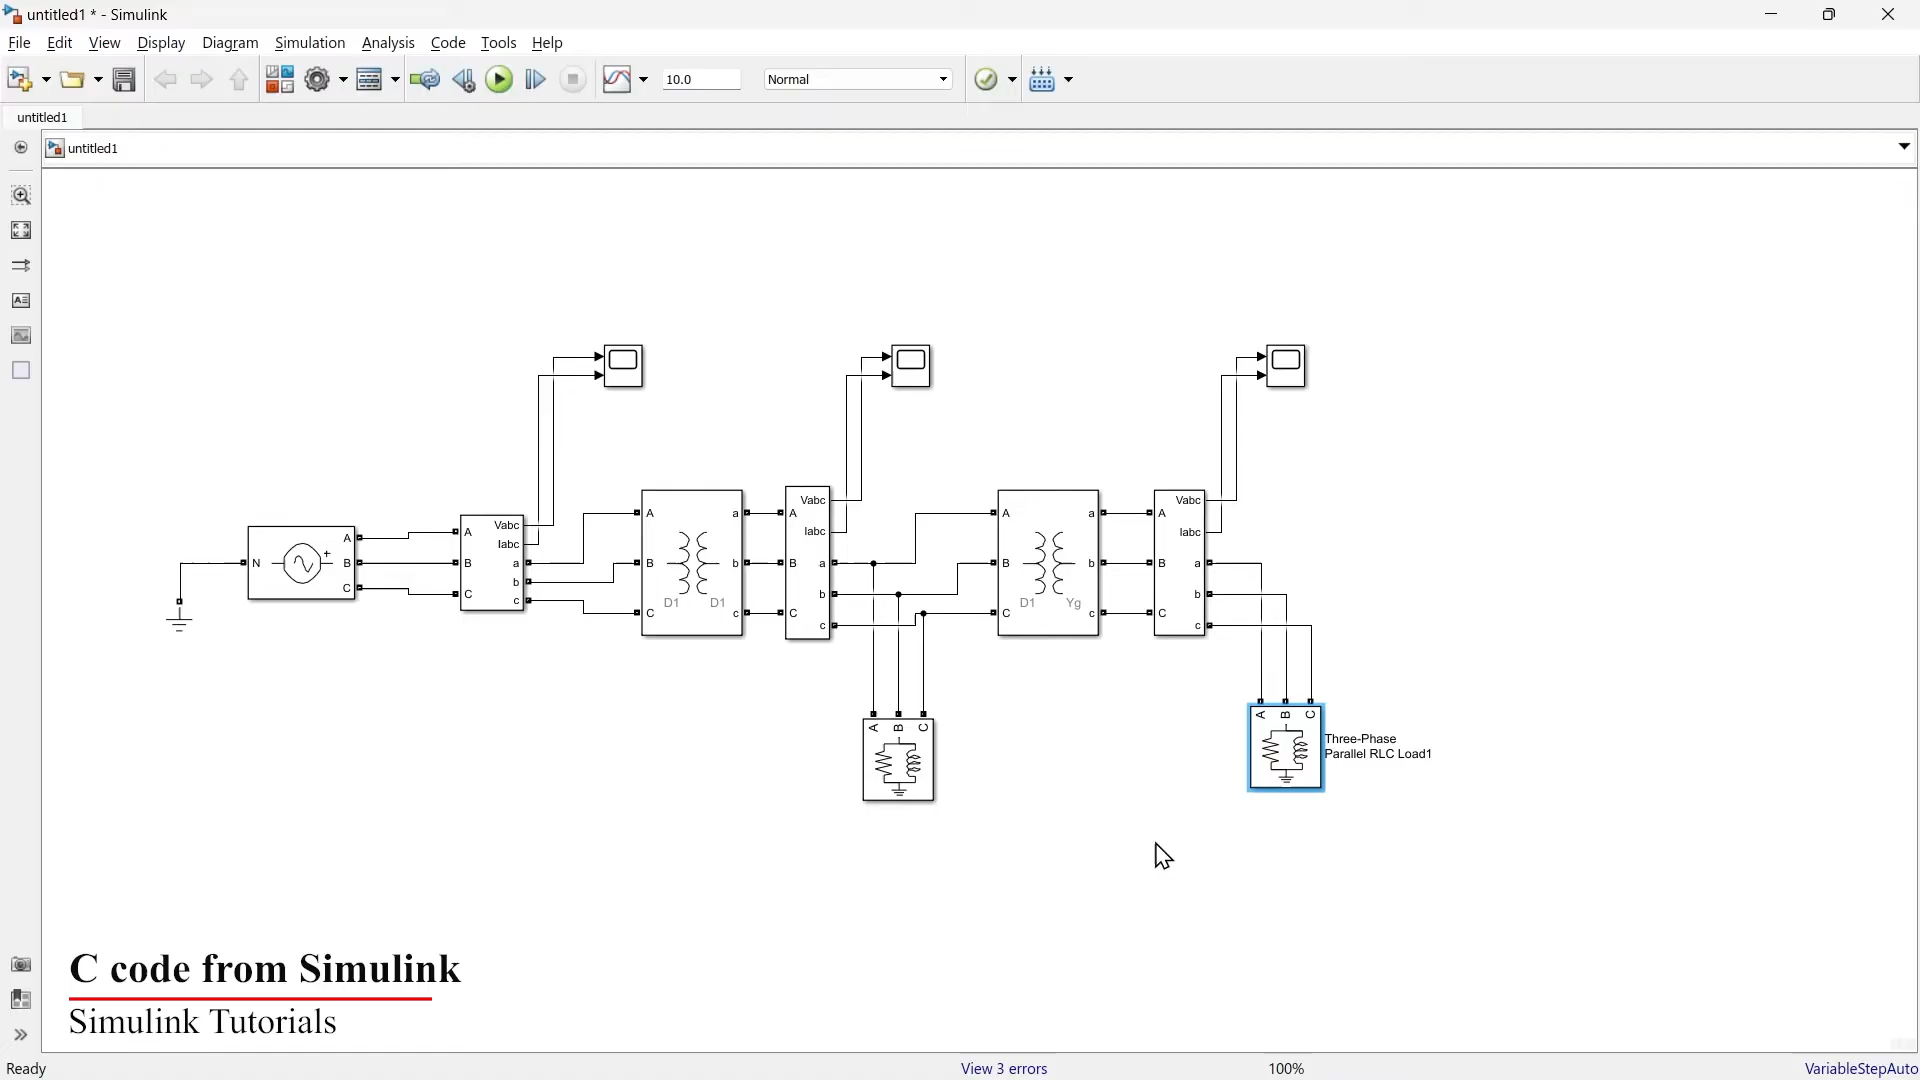 untitled1 * - Simulink
File Edit View Display Diagram Simulation Analysis Code Tools Help
10.0 Normal
untitled1
untitled1
N + A B C
A B C Vabc Iabc a b c
A B C D1 D1 a b c
A B C Vabc Iabc a b c
A B C D1 Yg a b c
A B C Vabc Iabc a b c
A B C
A B C
Three-Phase
Parallel RLC Load1
C code from Simulink
Simulink Tutorials
Ready View 3 errors 100% VariableStepAuto